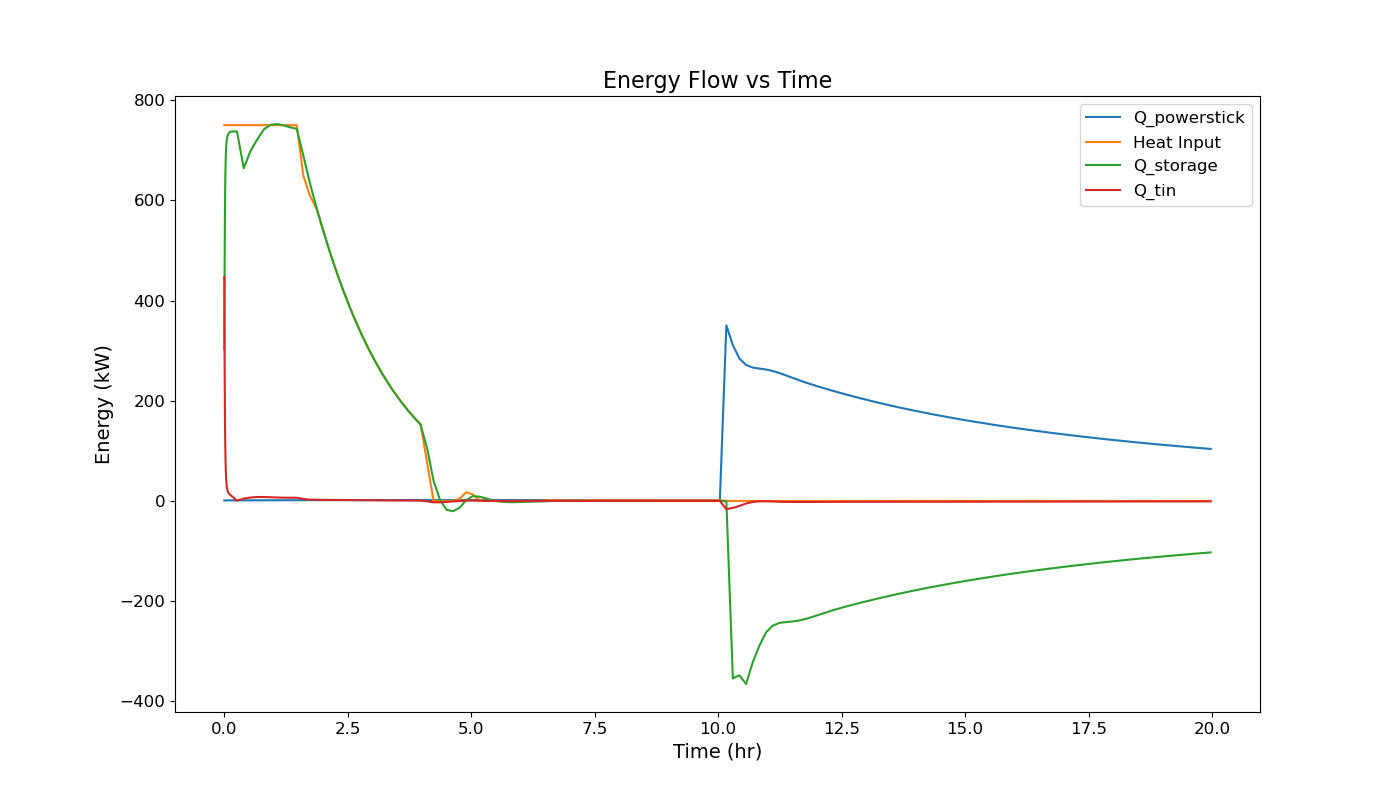 Energy Flow vs Time
Energy (kW)
800
600
400
200
0
−200
−400
Q_powerstick
Heat Input
Q_storage
Q_tin
0.0 2.5 5.0 7.5 10.0 12.5 15.0 17.5 20.0
Time (hr)